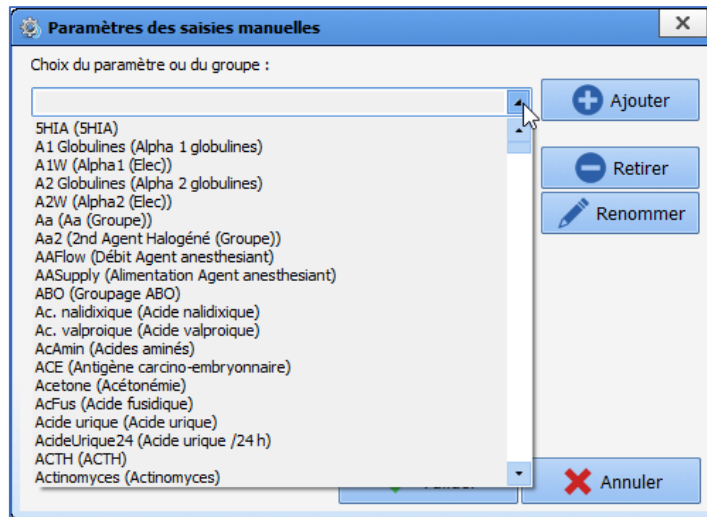 Paramètres des saisies manuelles
Choix du paramètre ou du groupe :
Ajouter
5HIA (5HIA)
A1 Globulines (Alpha 1 globulines)
A1W (Alpha1 (Elec))
Retirer
A2 Globulines (Alpha 2 globulines)
A2W (Alpha2 (Elec))
Aa (Aa (Groupe))
Renommer
Aa2 (2nd Agent Halogéné (Groupe))
AAFlow (Débit Agent anesthesiant)
AASupply (Alimentation Agent anesthesiant)
ABO (Groupage ABO)
Ac. nalidixique (Acide nalidixique)
Ac. valproique (Acide valproique)
AcAmin (Acides aminés)
ACE (Antigène carcino-embryonnaire)
Acetone (Acétonémie)
AcFus (Acide fusidique)
Acide urique (Acide urique)
AcideUrique24 (Acide urique /24 h)
ACTH (ACTH)
Actinomyces (Actinomyces)
Annuler